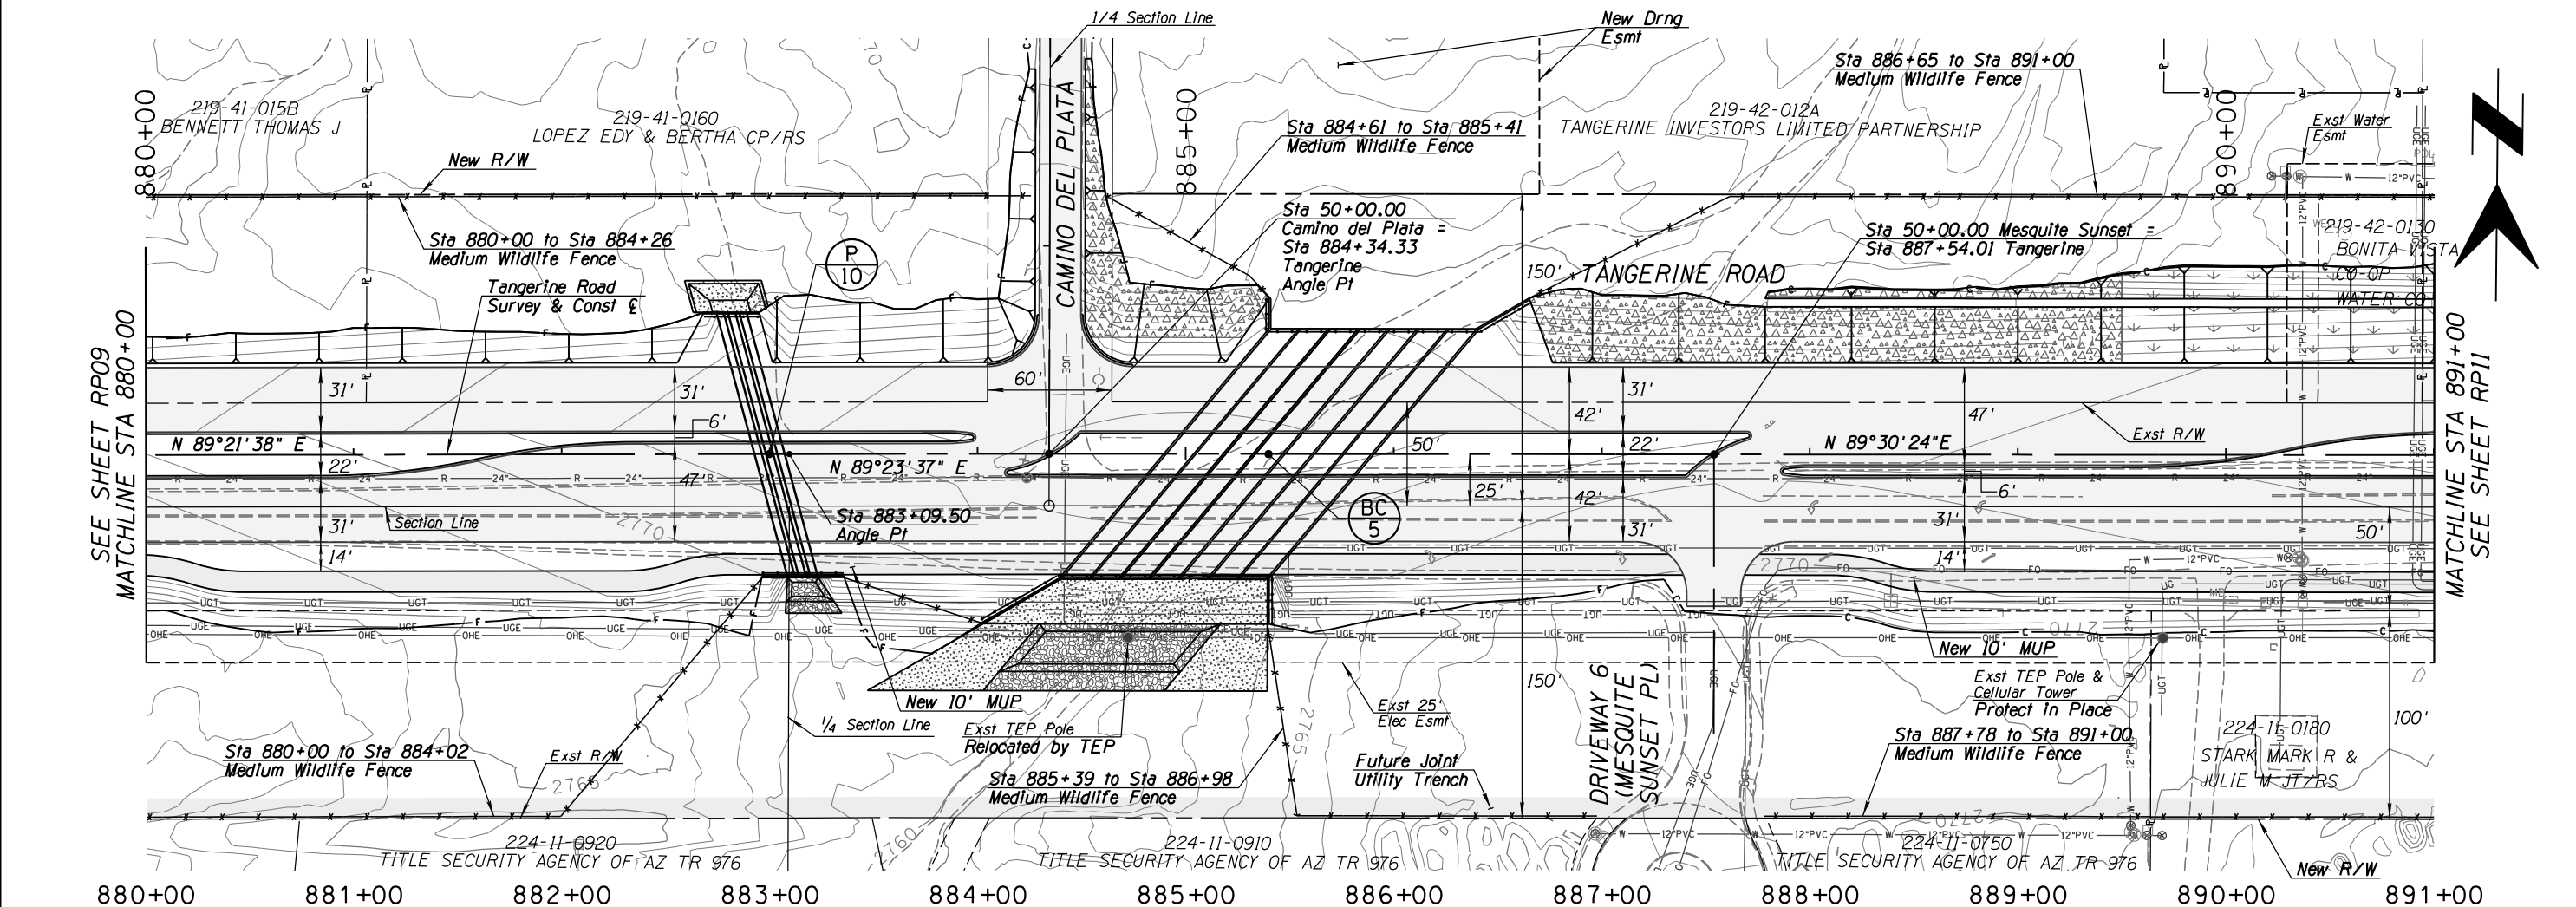 1/4 Section Line
New Drng
Esmt
Sta 886+65 to Sta 891+00
Medium Wildlife Fence
880+00
219-41-015B
BENNETT THOMAS J
219-41-0160
LOPEZ EDY & BERTHA CP/RS
New R/W
CAMINO DEL PLATA
885+00
Sta 884+61 to Sta 885+41
Medium Wildlife Fence
219-42-012A
TANGERINE INVESTORS LIMITED PARTNERSHIP
890+00
Exst Water
Esmt
12"PVC
Sta 880+00 to Sta 884+26
Medium Wildlife Fence
P
10
Sta 50+00.00
Camino del Plata =
Sta 884+34.33
Tangerine
Angle Pt
Sta 50+00.00 Mesquite Sunset =
Sta 887+54.01 Tangerine
219-42-0130
BONITA VISTA
CO-OP
WATER CO
Tangerine Road
Survey & Const ℄
150'
TANGERINE ROAD
SEE SHEET RP09
MATCHLINE STA 880+00
MATCHLINE STA 891+00
SEE SHEET RP11
31'
31'
60'
31'
42'
47'
6'
N 89°21'38" E
22'
47'
N 89°23'37" E
50'
22'
N 89°30'24"E
Exst R/W
25'
42'
6'
Section Line
31'
14'
2770
Sta 883+09.50
Angle Pt
BC
5
31'
31'
14'
50'
2770
New 10' MUP
1/4 Section Line
Exst TEP Pole
Relocated by TEP
New 10' MUP
2770
Exst TEP Pole &
Cellular Tower
Protect in Place
150'
Exst 25'
Elec Esmt
2765
DRIVEWAY 6
(MESQUITE
SUNSET PL)
224-11-0180
STARK MARK R &
JULIE M JT/RS
100'
Sta 880+00 to Sta 884+02
Medium Wildlife Fence
Exst R/W
2765
Sta 885+39 to Sta 886+98
Medium Wildlife Fence
Future Joint
Utility Trench
Sta 887+78 to Sta 891+00
Medium Wildlife Fence
224-11-0920
TITLE SECURITY AGENCY OF AZ TR 976
2760
224-11-0910
TITLE SECURITY AGENCY OF AZ TR 976
2770
224-11-0750
TITLE SECURITY AGENCY OF AZ TR 976
New R/W
880+00 881+00 882+00 883+00 884+00 885+00 886+00 887+00 888+00 889+00 890+00 891+00